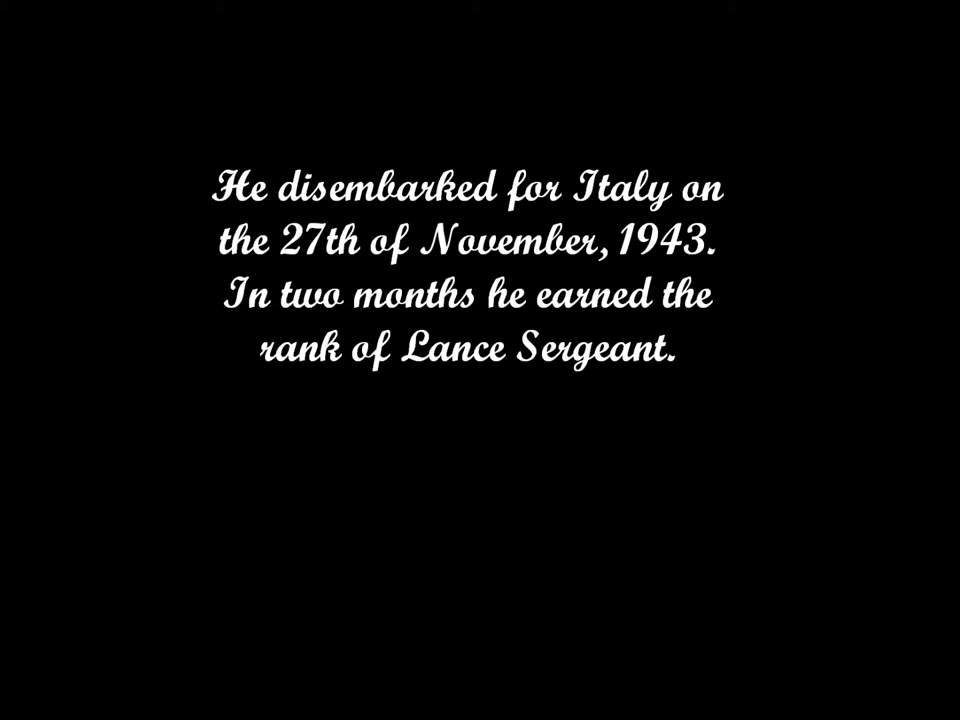 He disembarked for Italy on
the 27th of November, 1943.
In two months he earned the
rank of Lance Sergeant.